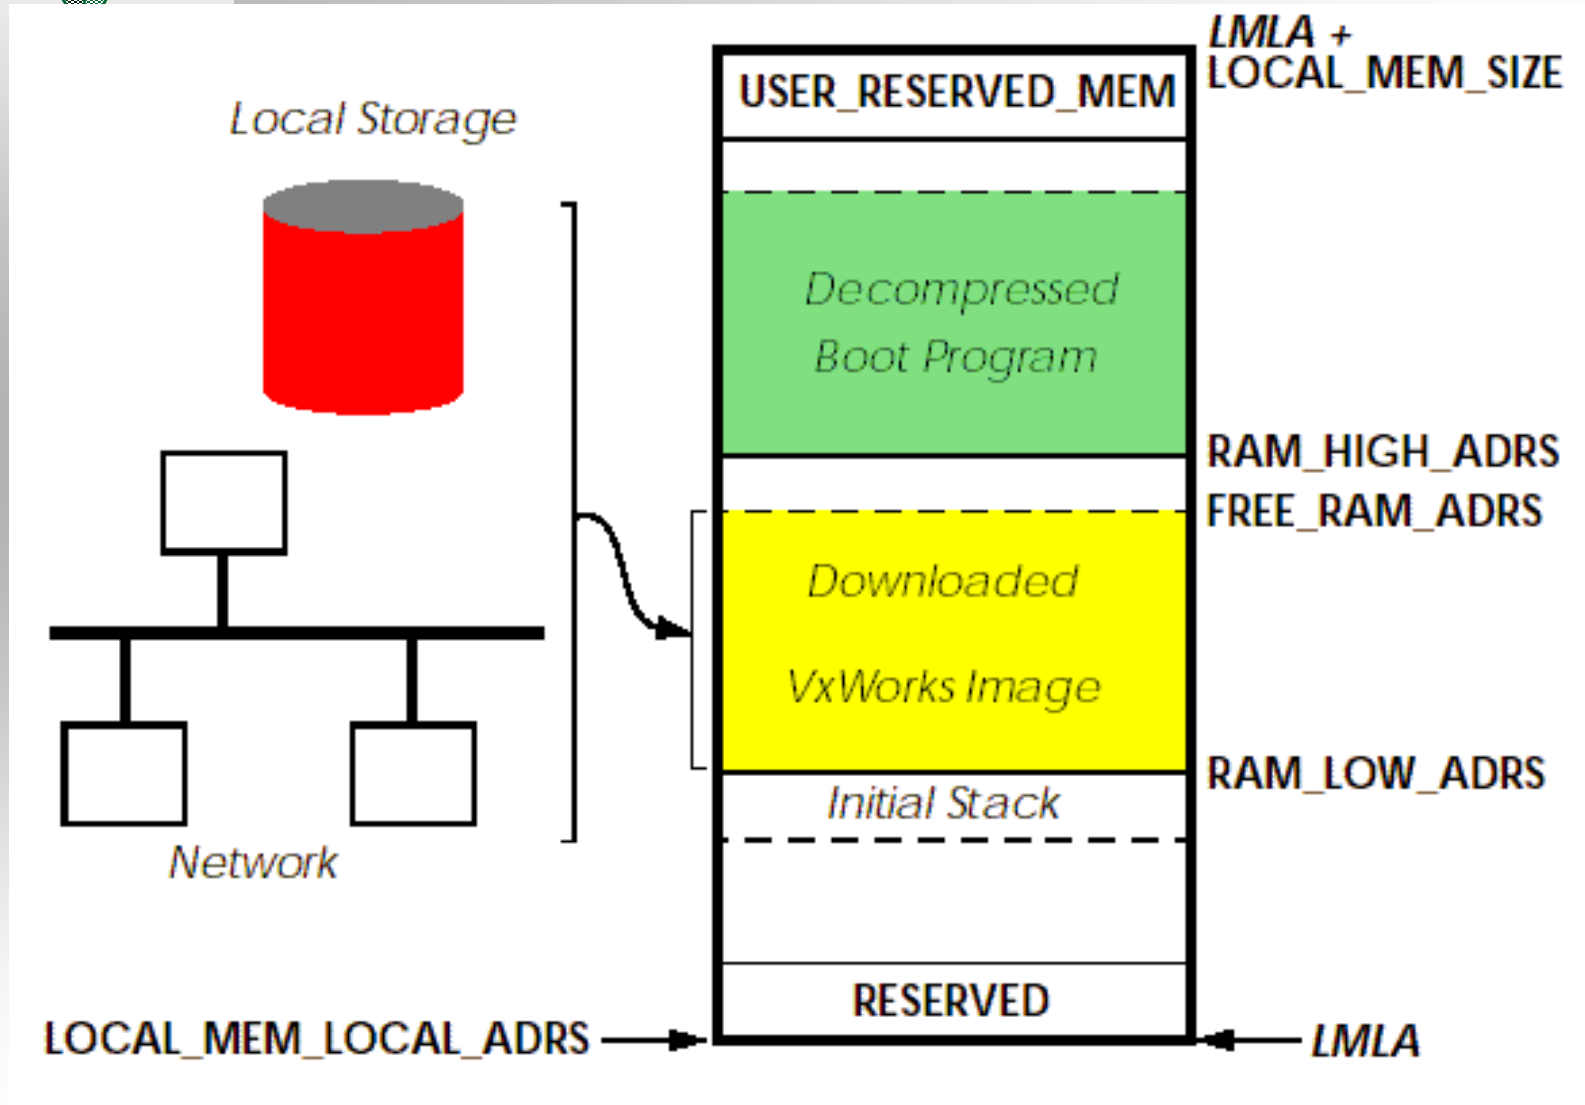 LMLA +
LOCAL_MEM_SIZE
USER_RESERVED_MEM
Local Storage
Decompressed
Boot Program
RAM_HIGH_ADRS
FREE_RAM_ADRS
Downloaded
VxWorks Image
RAM_LOW_ADRS
Initial Stack
Network
RESERVED
LOCAL_MEM_LOCAL_ADRS
LMLA